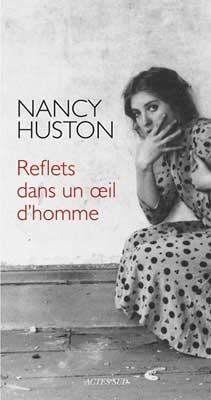 NANCY
HUSTON
Reflets
dans un œil
d'homme
ACTES SUD